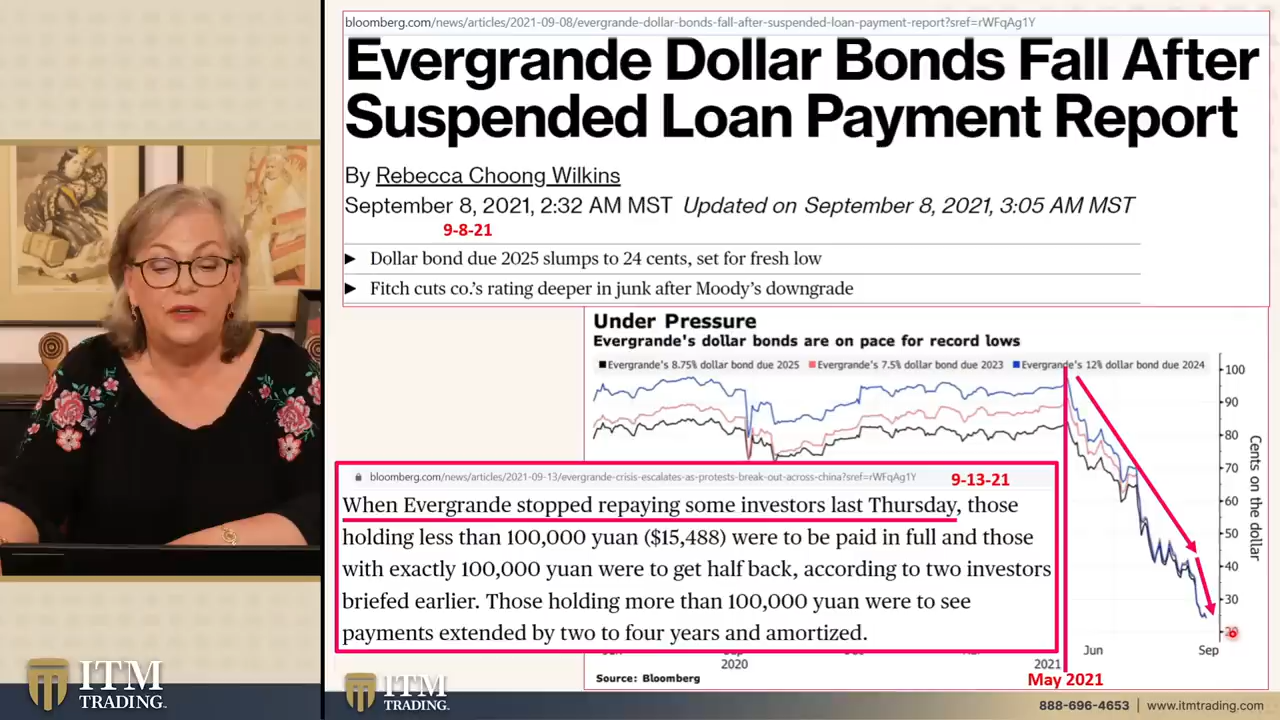 bloomberg.com/news/articles/2021-09-08/evergrande-dollar-bonds-fall-after-suspended-loan-payment-report?sref=rWFqAg1Y
Evergrande Dollar Bonds Fall After
Suspended Loan Payment Report
By Rebecca Choong Wilkins
September 8, 2021, 2:32 AM MST Updated on September 8, 2021, 3:05 AM MST
9-8-21
▶ Dollar bond due 2025 slumps to 24 cents, set for fresh low
▶ Fitch cuts co.'s rating deeper in junk after Moody's downgrade
Under Pressure
Evergrande's dollar bonds are on pace for record lows
Evergrande's 8.75% dollar bond due 2025 Evergrande's 7.5% dollar bond due 2023 Evergrande's 12% dollar bond due 2024
100
90
80
70
60
50
40
30
Cents on the dollar
bloomberg.com/news/articles/2021-09-13/evergrande-crisis-escalates-as-protests-break-out-across-china?sref=rWFqAg1Y
9-13-21
When Evergrande stopped repaying some investors last Thursday, those
holding less than 100,000 yuan ($15,488) were to be paid in full and those
with exactly 100,000 yuan were to get half back, according to two investors
briefed earlier. Those holding more than 100,000 yuan were to see
payments extended by two to four years and amortized.
Jun Sep
2020 2021
May 2021
Source: Bloomberg
ITM
TRADING
ITM
TRADING
888-696-4653 | www.itmtrading.com